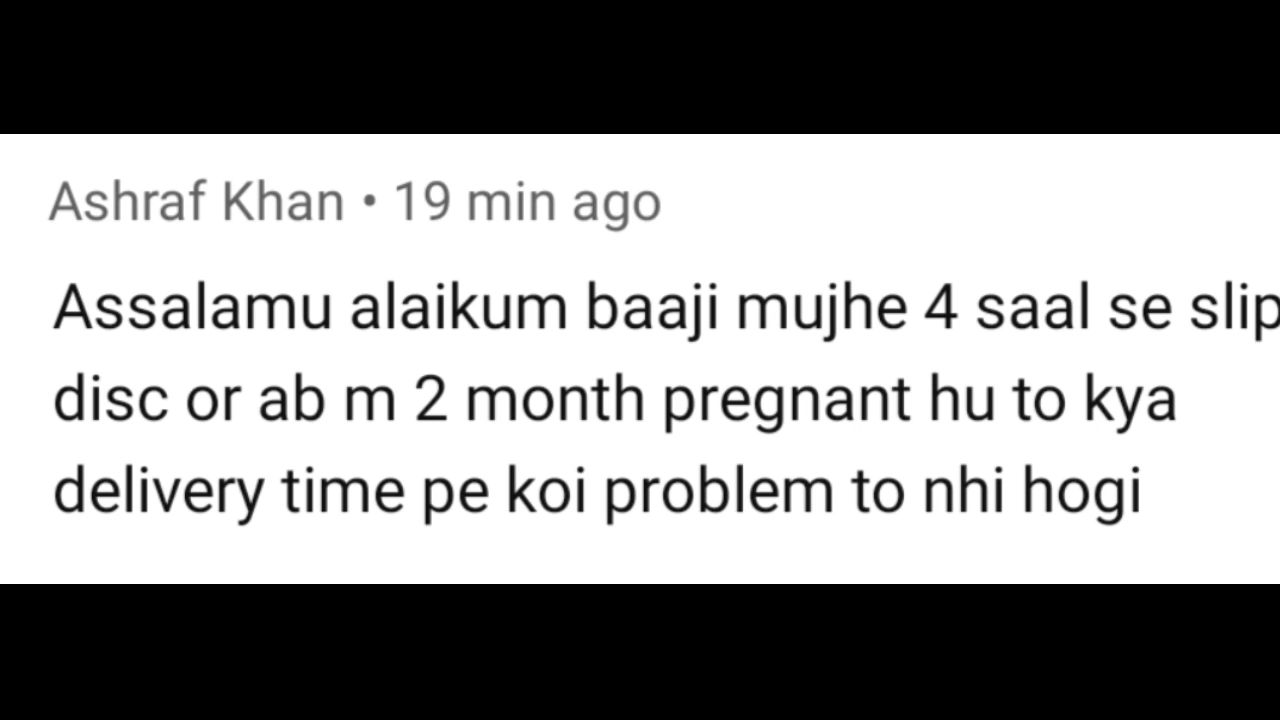 Ashraf Khan • 19 min ago
Assalamu alaikum baaji mujhe 4 saal se slip
disc or ab m 2 month pregnant hu to kya
delivery time pe koi problem to nhi hogi